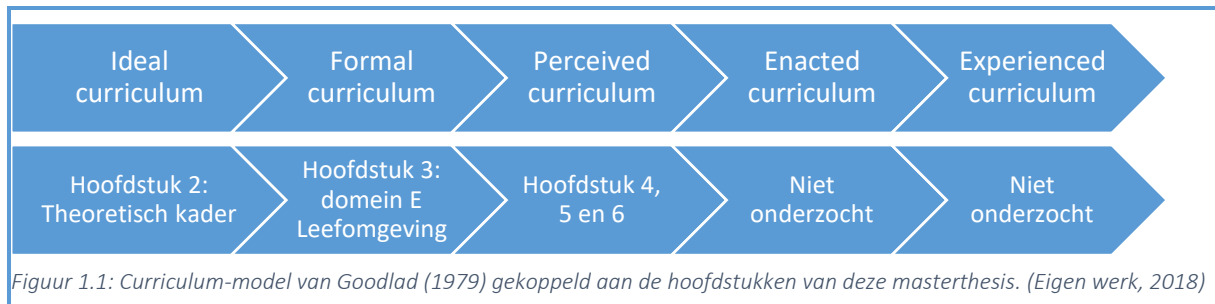 Ideal
curriculum
Formal
curriculum
Perceived
curriculum
Enacted
curriculum
Experienced
curriculum
Hoofdstuk 2:
Theoretisch kader
Hoofdstuk 3:
domein E
Leefomgeving
Hoofdstuk 4,
5 en 6
Niet
onderzocht
Niet
onderzocht
Figuur 1.1: Curriculum-model van Goodlad (1979) gekoppeld aan de hoofdstukken van deze masterthesis. (Eigen werk, 2018)